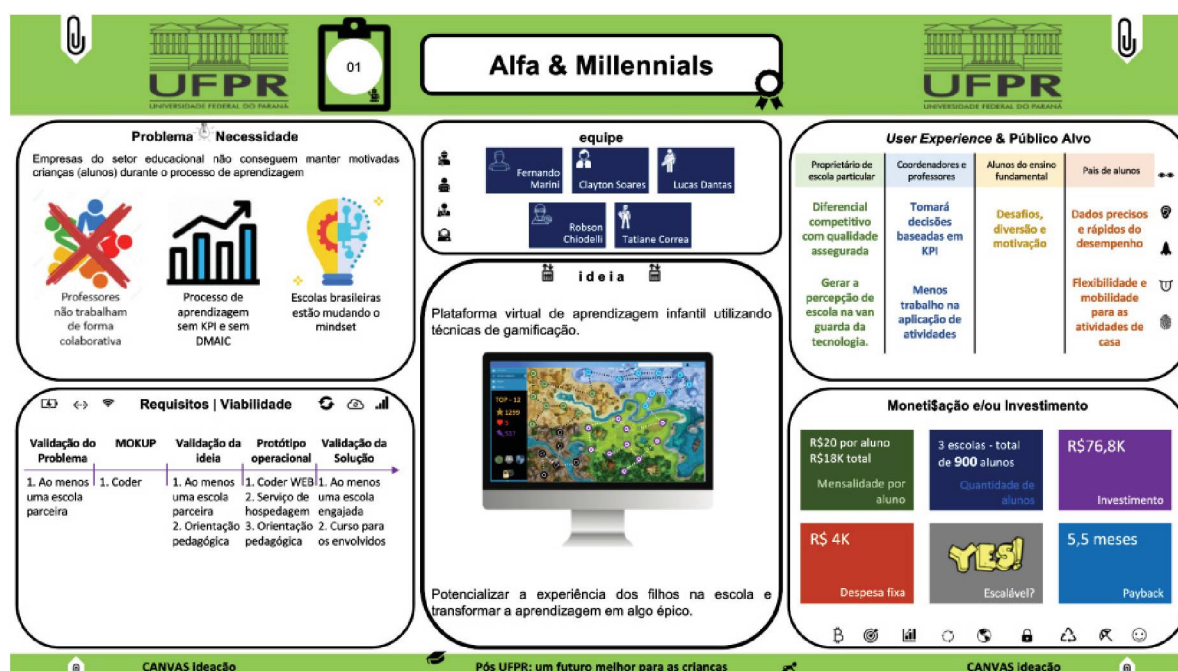 UFPR
UNIVERSIDADE FEDERAL DO PARANÁ
01
Alfa & Millennials
UFPR
UNIVERSIDADE FEDERAL DO PARANÁ
Problema Necessidade
Empresas do setor educacional não conseguem manter motivadas
crianças (alunos) durante o processo de aprendizagem
Professores
não trabalham
de forma
colaborativa
Processo de
aprendizagem
sem KPI e sem
DMAIC
Escolas brasileiras
estão mudando o
mindset
equipe
Fernando
Marini
Clayton Soares
Lucas Dantas
Robson
Chiodelli
Tatiane Correa
User Experience & Público Alvo
Proprietário de
escola particular
Coordenadores e
professores
Alunos do ensino
fundamental
Pais de alunos
Diferencial
competitivo
com qualidade
assegurada
Tomará
decisões
baseadas em
KPI
Desafios,
diversão e
motivação
Dados precisos
e rápidos do
desempenho
Gerar a
percepção de
escola na van
guarda da
tecnologia.
Menos
trabalho na
aplicação de
atividades
Flexibilidade e
mobilidade
para as
atividades de
casa
ideia
Plataforma virtual de aprendizagem infantil utilizando
técnicas de gamificação.
TOP - 12
1299
5
Potencializar a experiência dos filhos na escola e
transformar a aprendizagem em algo épico.
Requisitos | Viabilidade
Validação do
Problema
MOKUP
Validação da
ideia
Protótipo
operacional
Validação da
Solução
1. Ao menos
uma escola
parceira
1. Coder
1. Ao menos
uma escola
parceira
2. Orientação
pedagógica
1. Coder WEB
2. Serviço de
hospedagem
3. Orientação
pedagógica
1. Ao menos
uma escola
engajada
2. Curso para
os envolvidos
Moneti$ação e/ou Investimento
R$20 por aluno
R$18K total
Mensalidade por
aluno
3 escolas - total
de 900 alunos
Quantidade de
alunos
R$76,8K
Investimento
R$ 4K
Despesa fixa
YES!
Escalável?
5,5 meses
Payback
CANVAS Ideação
Pós UFPR: um futuro melhor para as crianças
CANVAS Ideação